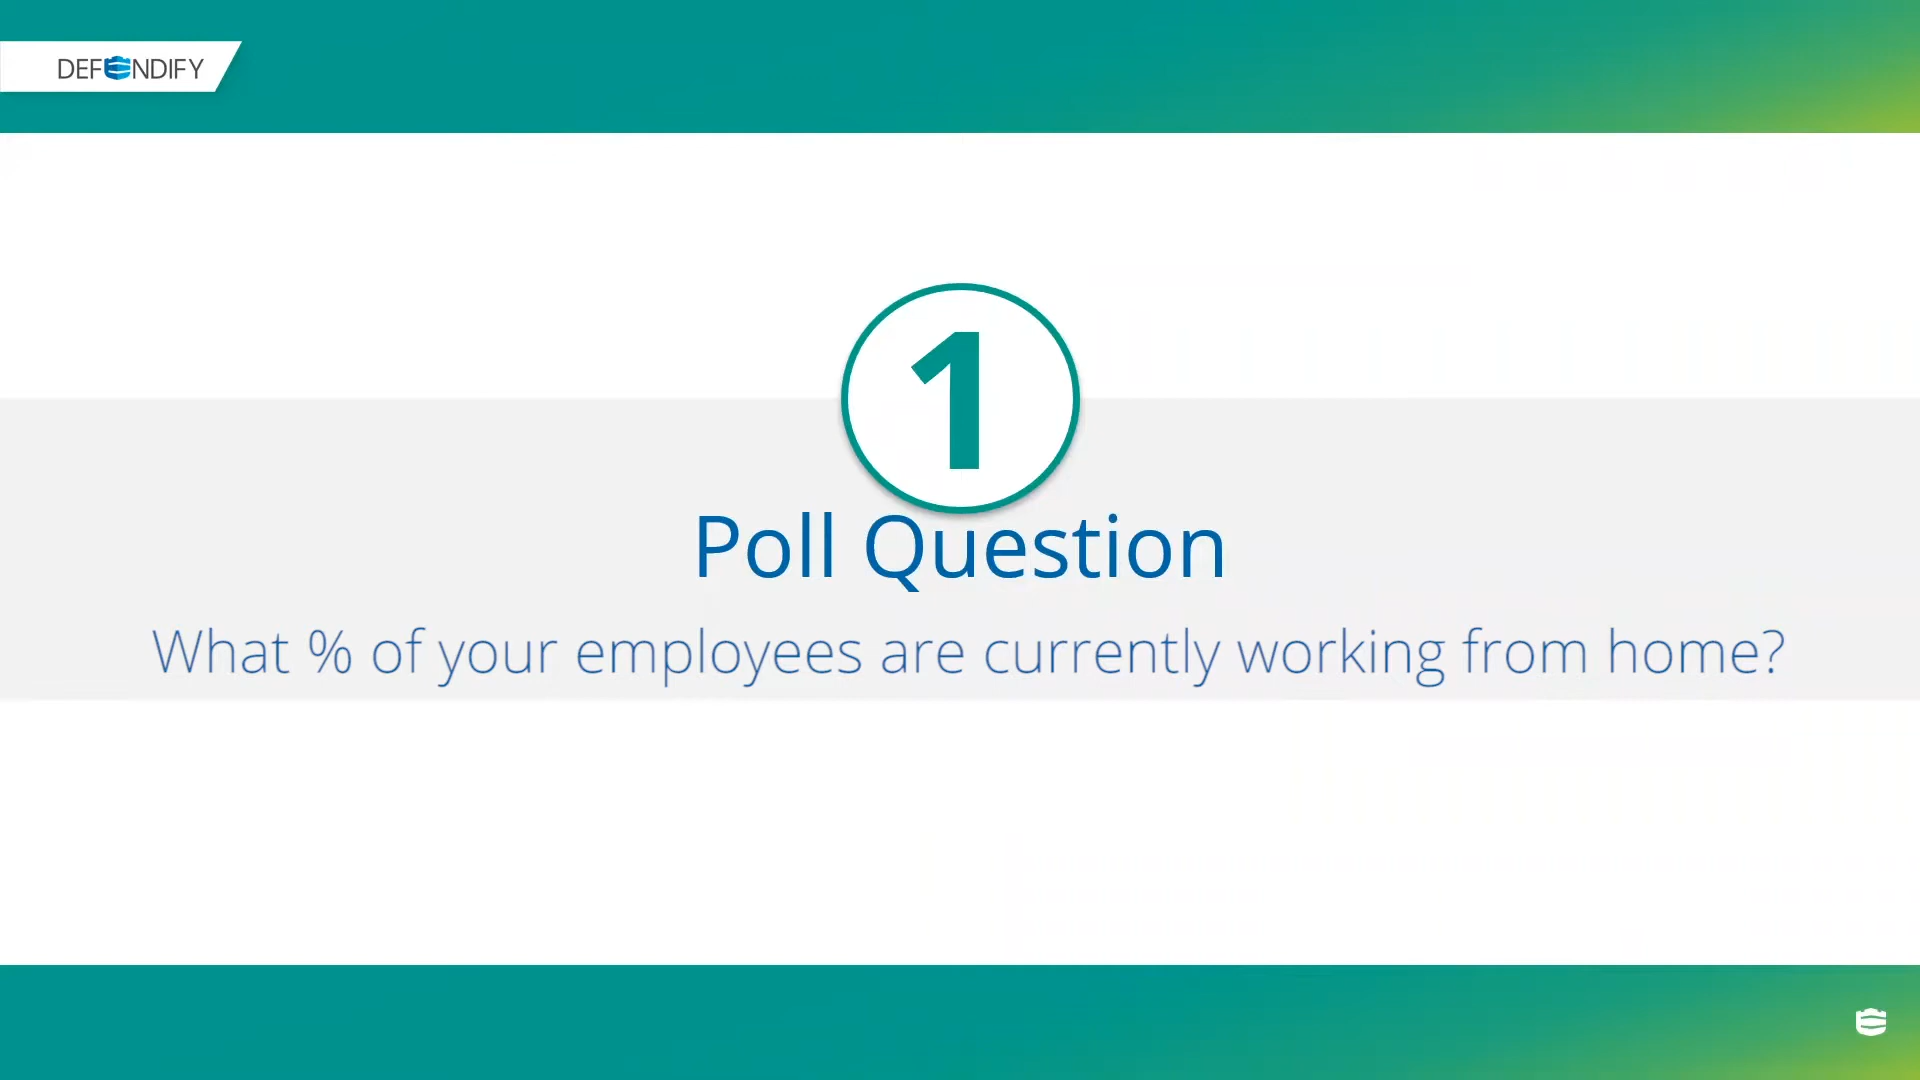 DEFENDIFY
1
Poll Question
What % of your employees are currently working from home?